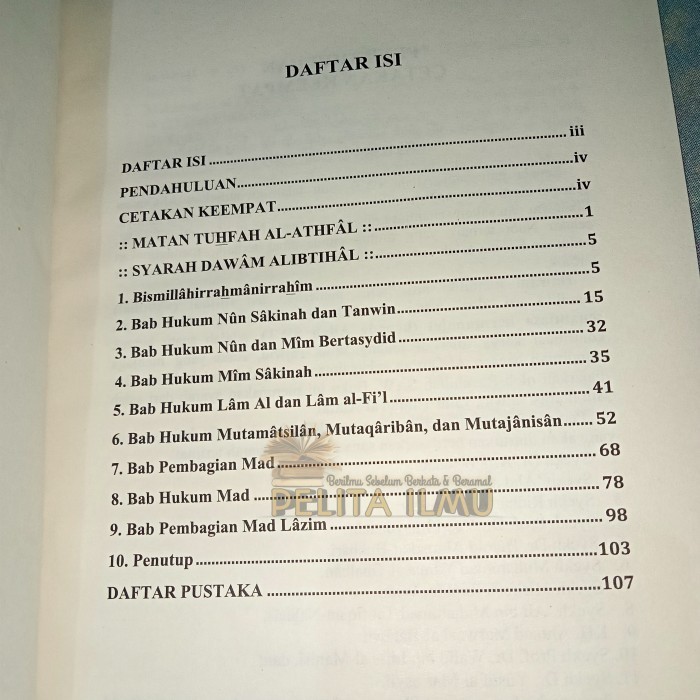 DAFTAR ISI
DAFTAR ISI ........................................ iii
PENDAHULUAN ........................................ iv
CETAKAN KEEMPAT ........................................ iv
:: MATAN TUHFAH AL-ATHFÂL :: ........................................ 1
:: SYARAH DAWÂM ALIBTIHÂL :: ........................................ 5
1. Bismillâhirrahmânirrahîm ........................................ 5
2. Bab Hukum Nûn Sâkinah dan Tanwin ........................................ 15
3. Bab Hukum Nûn dan Mîm Bertasydid ........................................ 32
4. Bab Hukum Mîm Sâkinah ........................................ 35
5. Bab Hukum Lâm Al dan Lâm al-Fi'l ........................................ 41
6. Bab Hukum Mutamâtsilân, Mutaqâribân, dan Mutajânisân ....... 52
7. Bab Pembagian Mad ........................................ 68
Berilmu Sebelum Berkata & Beramal
8. Bab Hukum Mad ........................................ 78
PELITA ILMU
9. Bab Pembagian Mad Lâzim ........................................ 98
10. Penutup ........................................ 103
DAFTAR PUSTAKA ........................................ 107